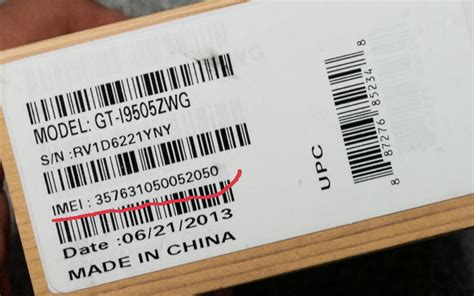 MODEL: GT-I9505ZWG
S/N :RV1D6221YNY
IMEI : 357631050052050
Date :06/21/2013
MADE IN CHINA
UPC
8 87276 85234 8